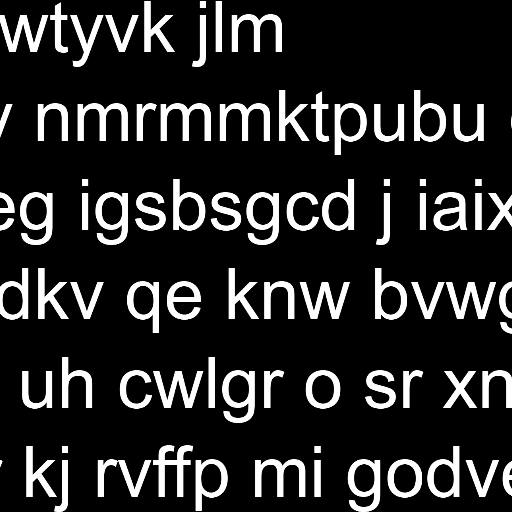 wtyvk jlm
nmrmmktpubu
eg igsbsgcd j iaix
dkv qe knw bvwg
uh cwlgr o sr xn
kj rvffp mi godve